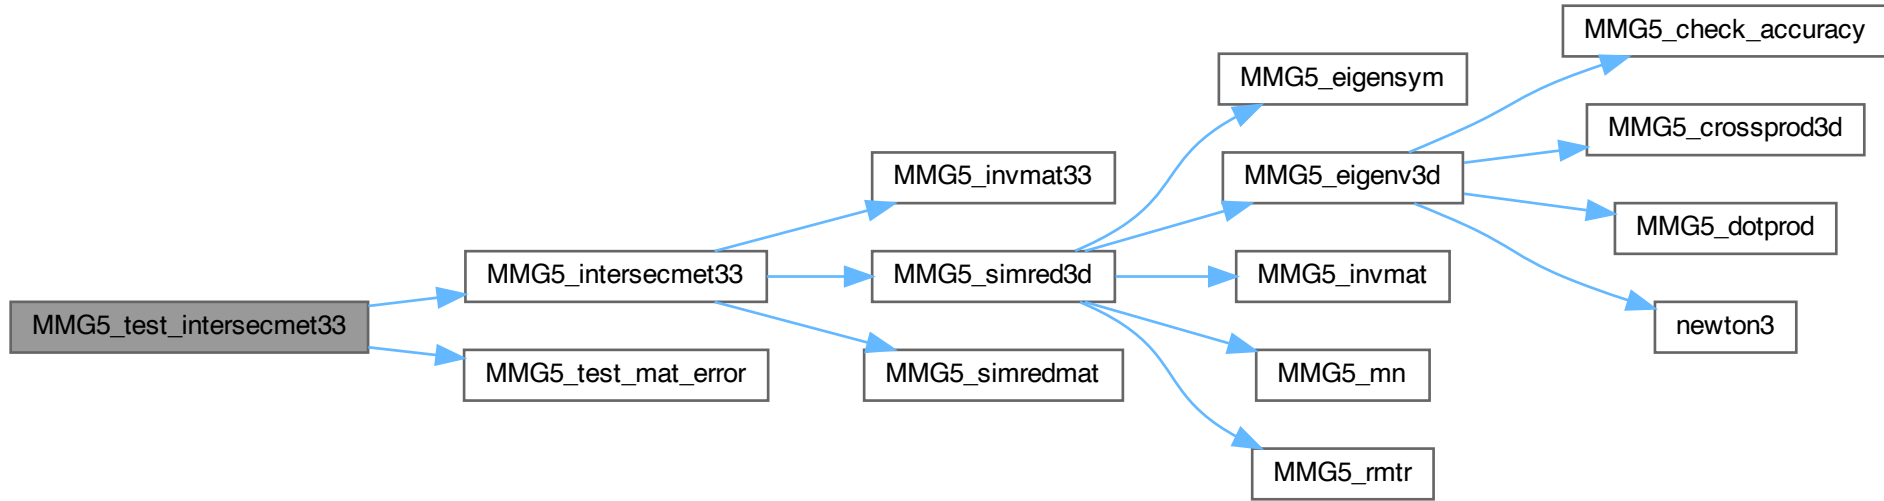 MMG5_check_accuracy
MMG5_eigensym
MMG5_crossprod3d
MMG5_invmat33
MMG5_eigenv3d
MMG5_dotprod
MMG5_intersecmet33
MMG5_simred3d
MMG5_invmat
MMG5_test_intersecmet33
newton3
MMG5_test_mat_error
MMG5_simredmat
MMG5_mn
MMG5_rmtr